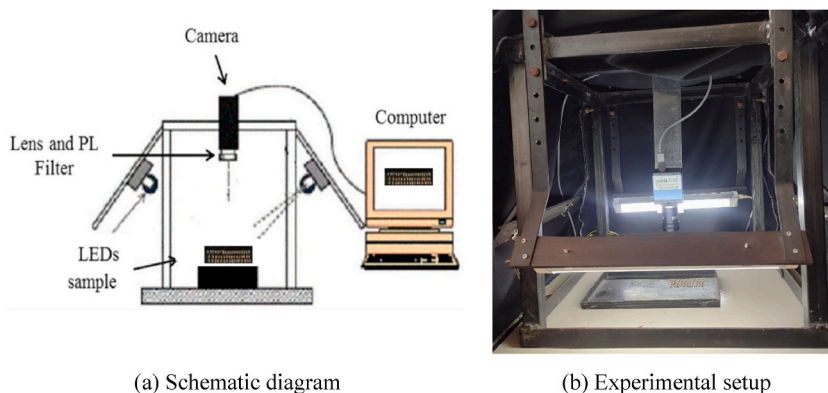 Camera
Computer
Lens and PL
Filter
LEDs
sample
(a) Schematic diagram
(b) Experimental setup